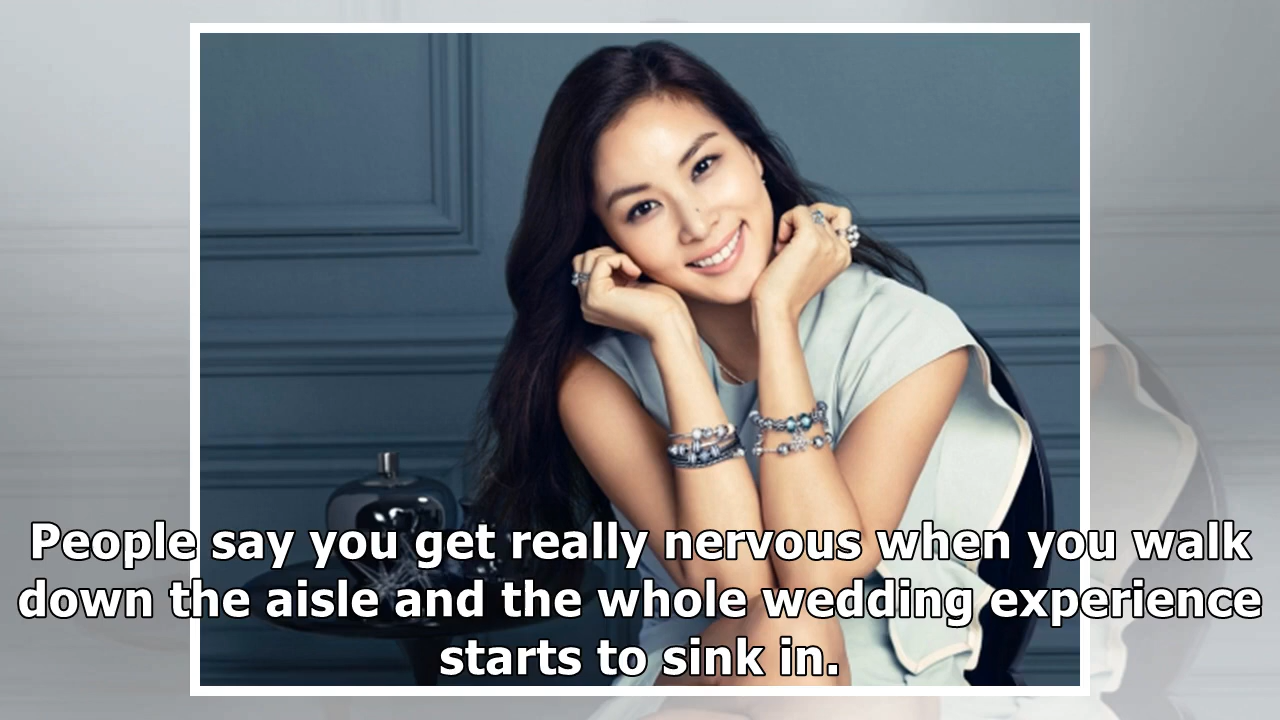 People say you get really nervous when you walk
down the aisle and the whole wedding experience
starts to sink in.